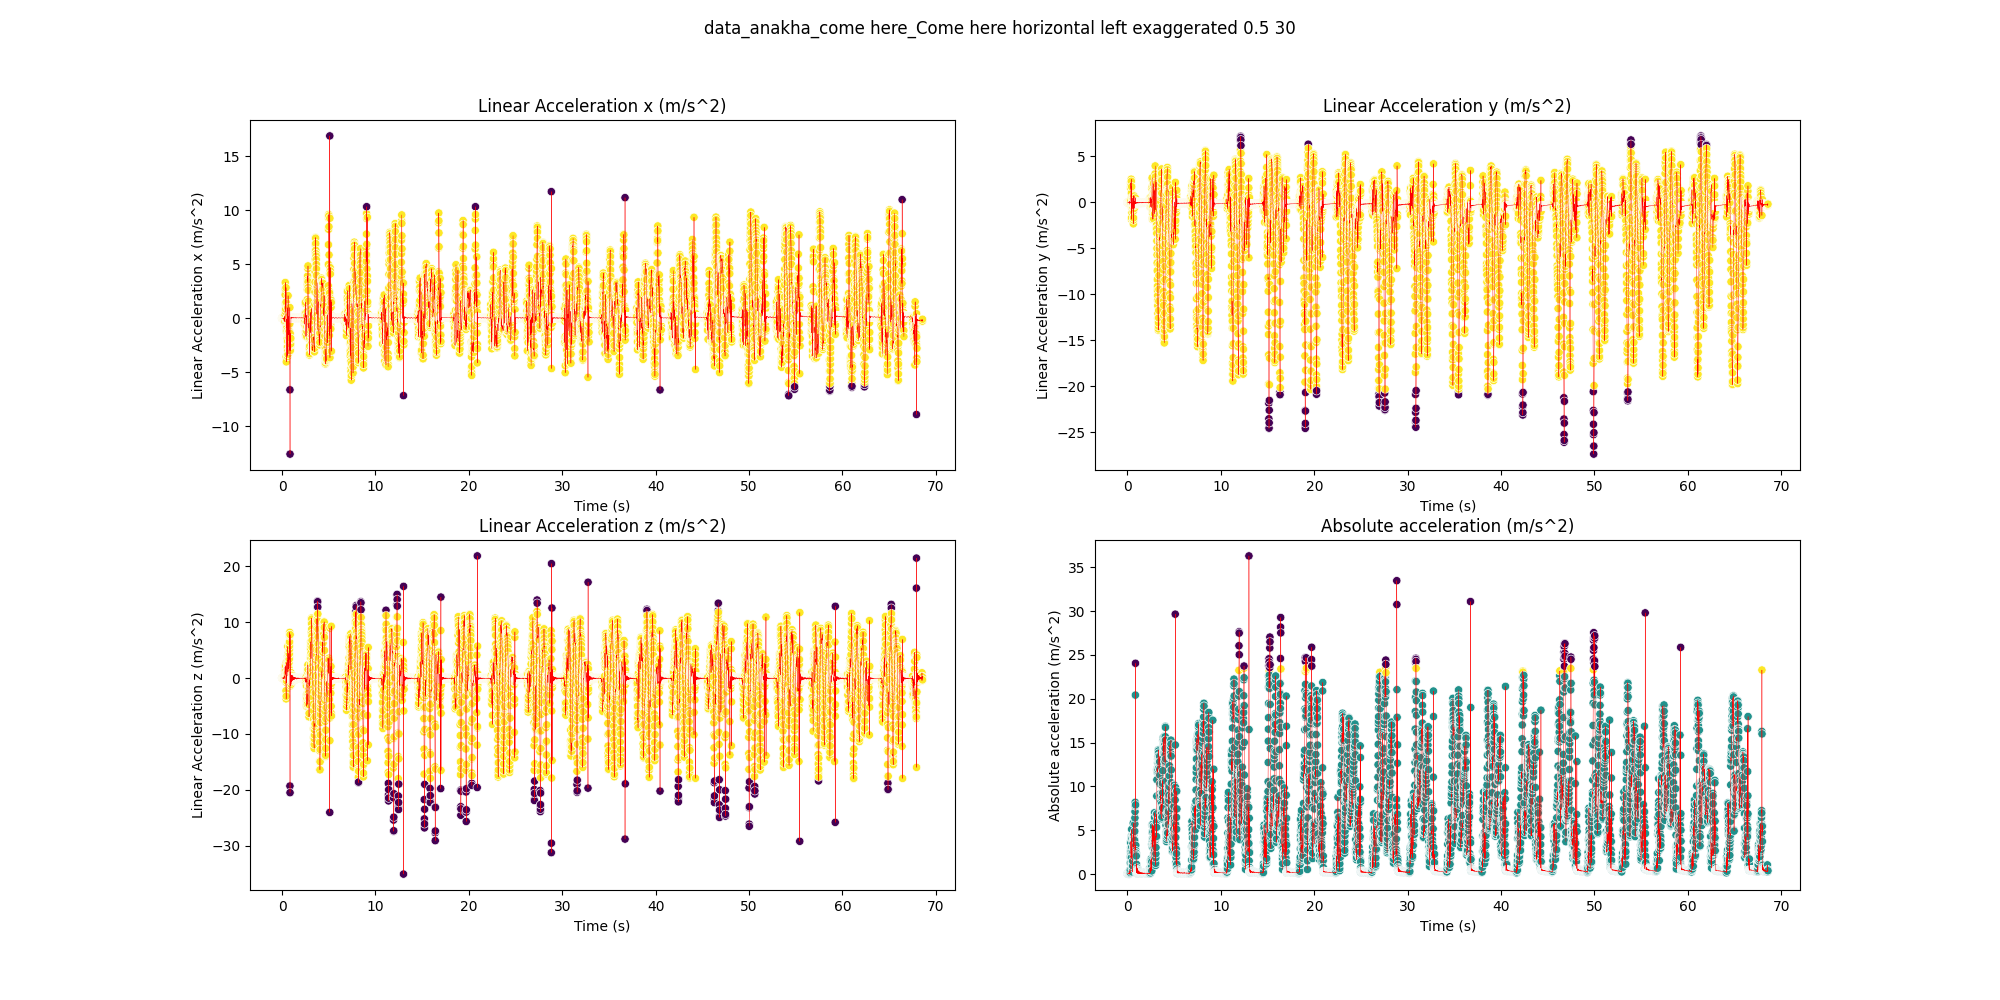 data_anakha_come here_Come here horizontal left exaggerated 0.5 30
Linear Acceleration x (m/s^2)
Linear Acceleration x (m/s^2)
15
10
5
0
−5
−10
0 10 20 30 40 50 60 70
Time (s)
Linear Acceleration y (m/s^2)
Linear Acceleration y (m/s^2)
5
0
−5
−10
−15
−20
−25
0 10 20 30 40 50 60 70
Time (s)
Linear Acceleration z (m/s^2)
Linear Acceleration z (m/s^2)
20
10
0
−10
−20
−30
0 10 20 30 40 50 60 70
Time (s)
Absolute acceleration (m/s^2)
Absolute acceleration (m/s^2)
35
30
25
20
15
10
5
0
0 10 20 30 40 50 60 70
Time (s)